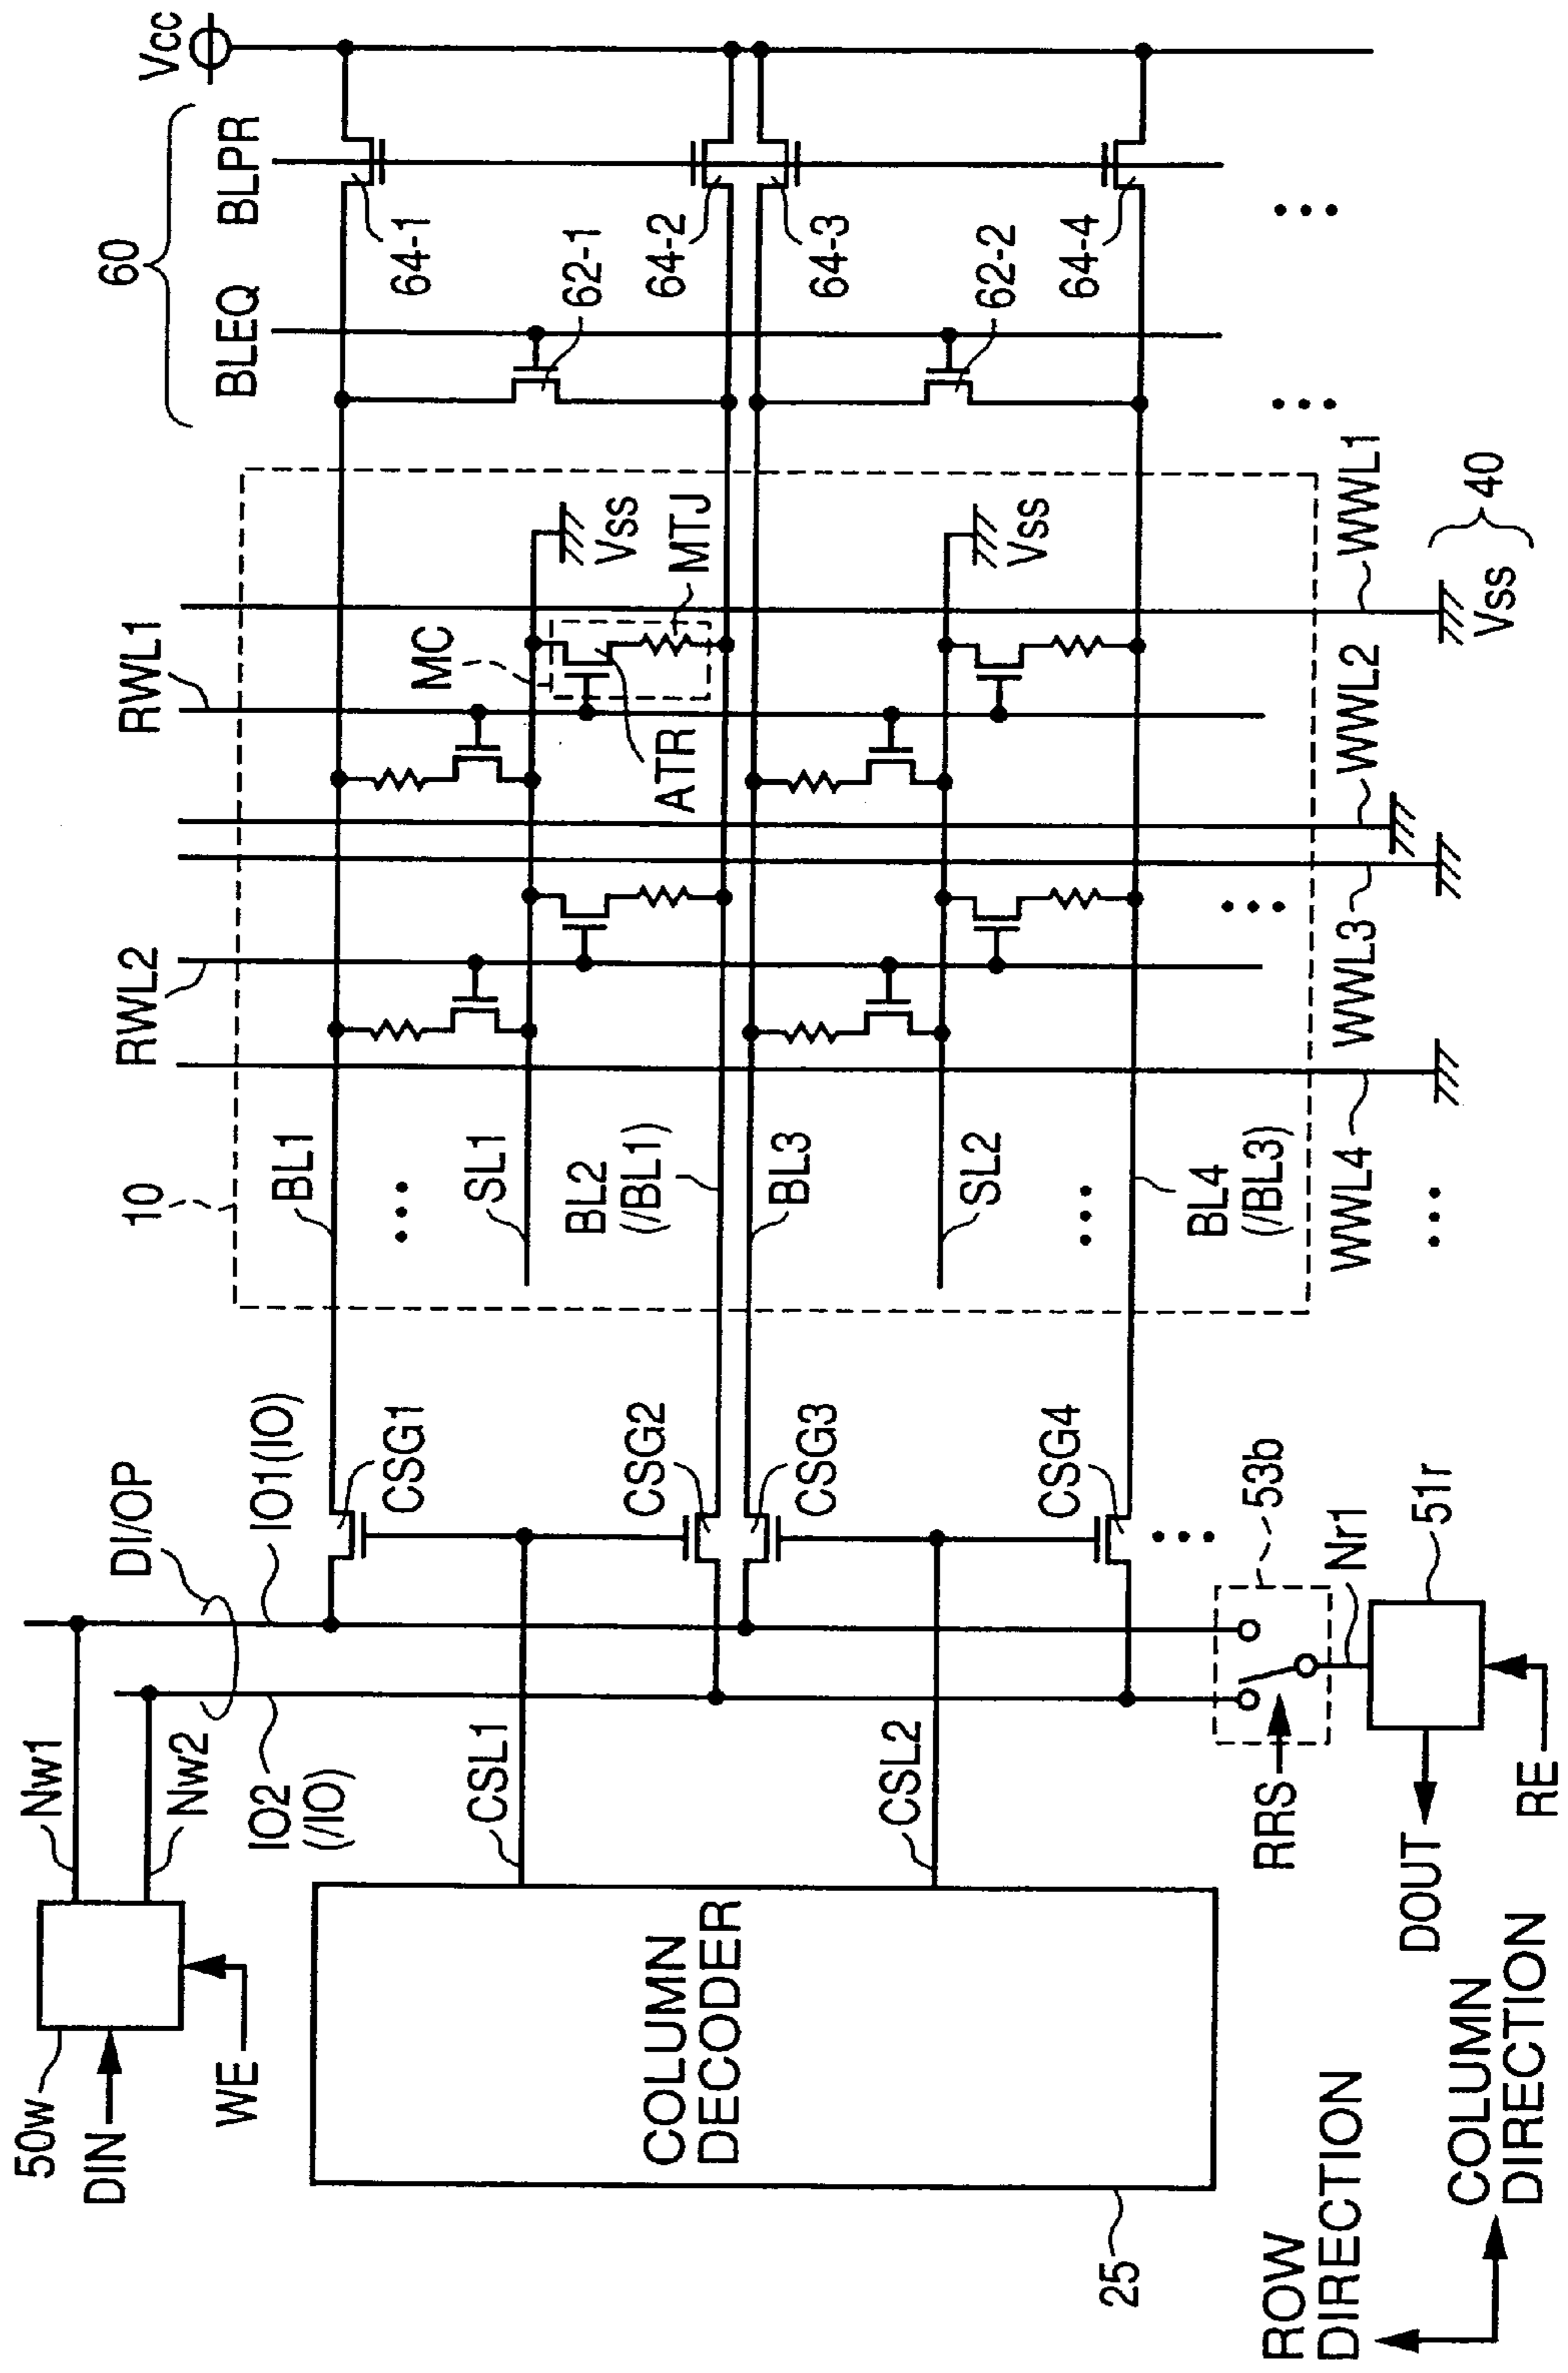 Vcc
60
BLPR
BLEQ
64-1
62-1
64-2
64-3
62-2
64-4
RWL1
MC
Vss
MTJ
ATR
Vss
WWL1
40
Vss
WWL2
RWL2
WWL3
WWL4
10
BL1
SL1
BL2
(/BL1)
BL3
SL2
BL4
(/BL3)
DI/OP
IO1(IO)
CSG1
CSG2
CSG3
CSG4
53b
Nr1
51r
Nw1
Nw2
IO2
(/IO)
CSL1
CSL2
RRS
DOUT
RE
50w
DIN
WE
COLUMN
DECODER
25
ROW
DIRECTION
COLUMN
DIRECTION